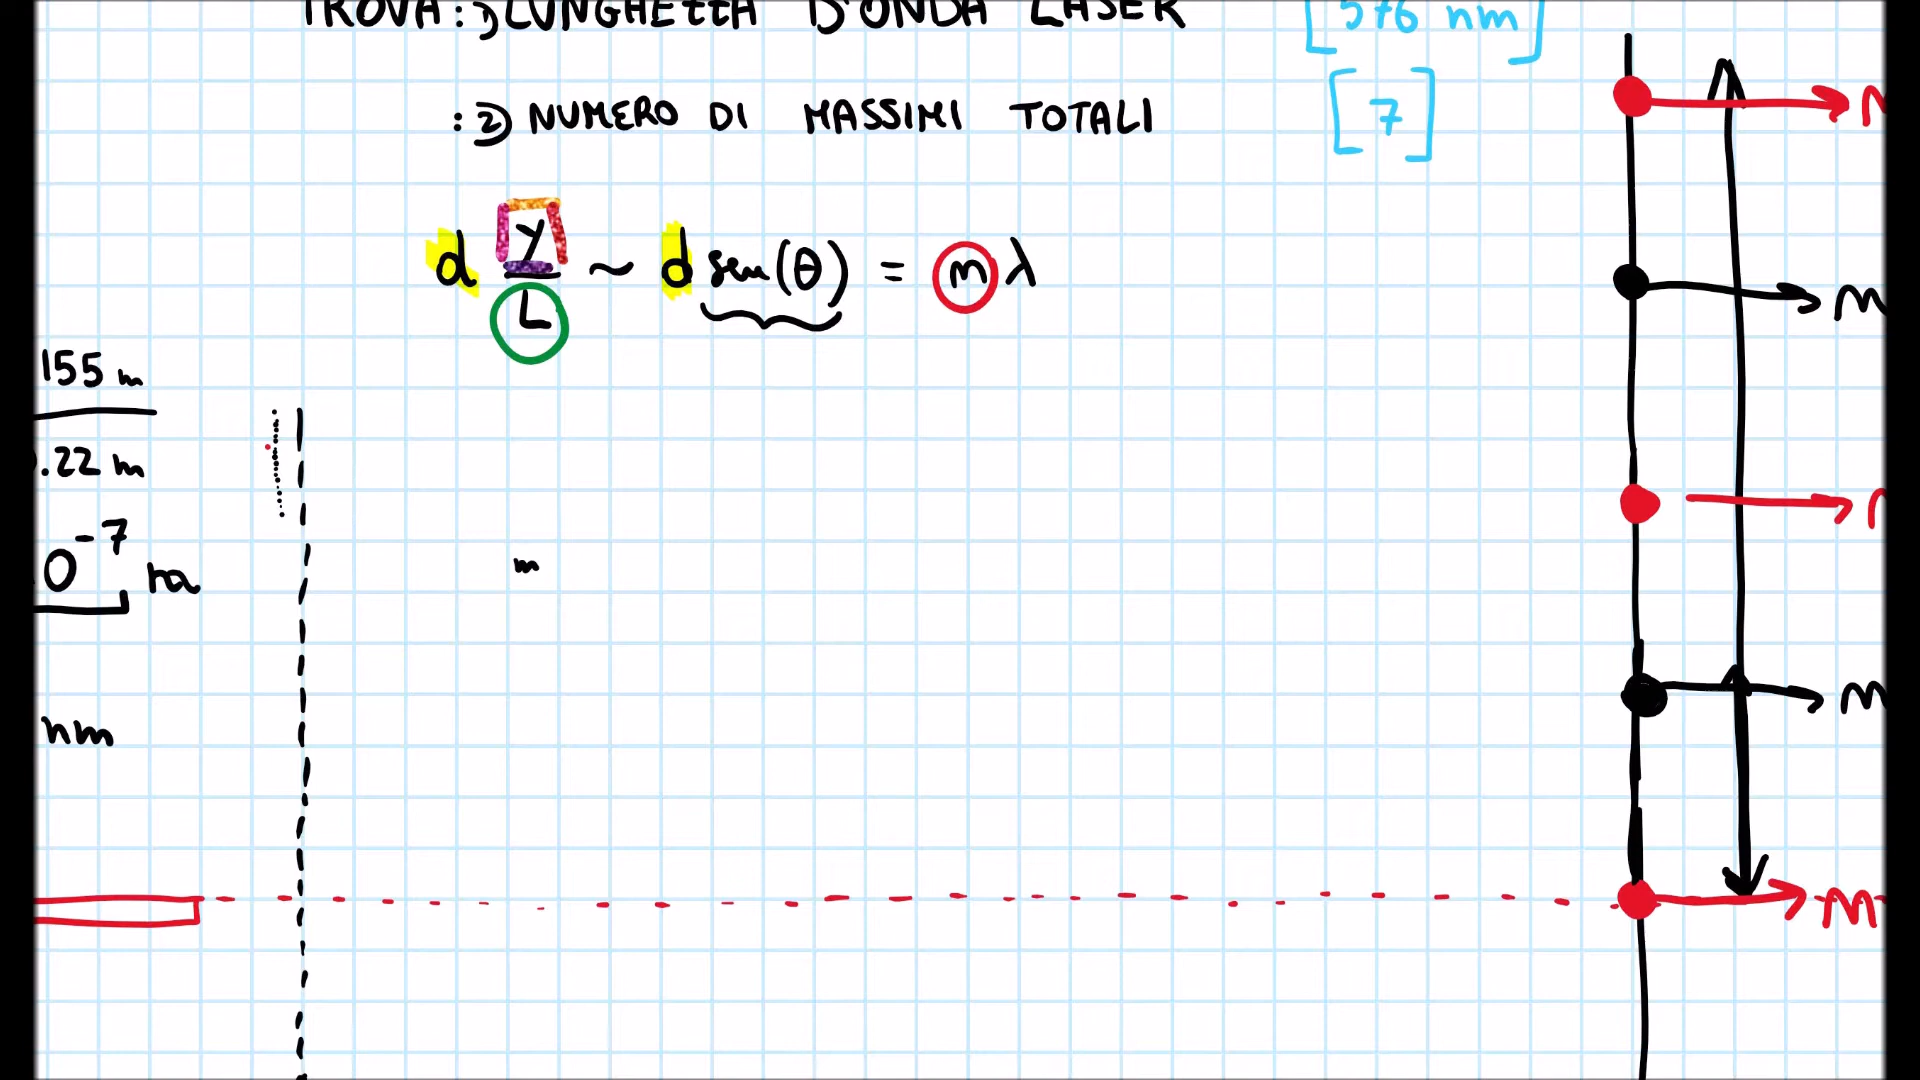 TROVA: 1) LUNGHEZZA D'ONDA LASER [576 nm]
: 2) NUMERO DI MASSIMI TOTALI [7]
d y/L ~ d sen(θ) = mλ
155 m
.22 m
0⁻⁷ m
nm
m
m
m
m